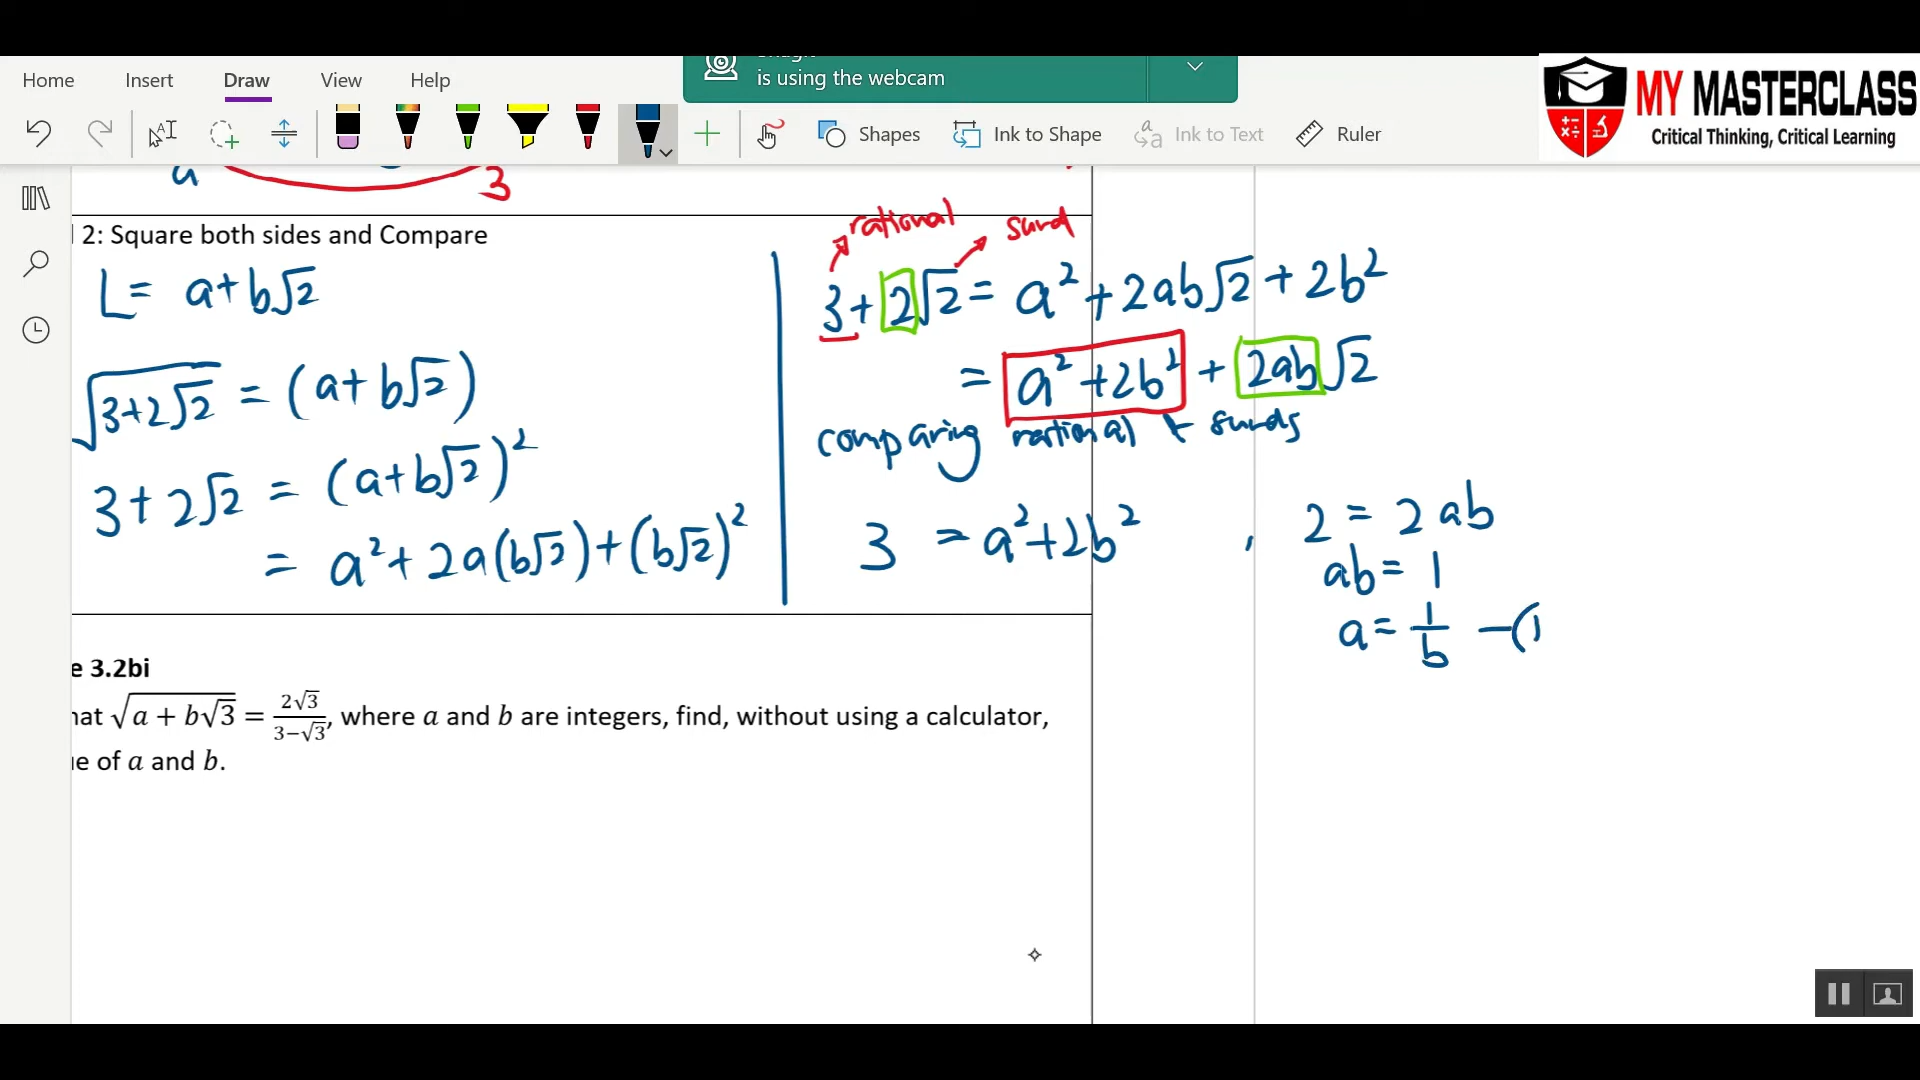 is using the webcam
Home Insert Draw View Help
MY MASTERCLASS
Critical Thinking, Critical Learning
Shapes Ink to Shape Ink to Text Ruler
a 3
2: Square both sides and Compare
L = a+b√2
√(3+2√2) = (a+b√2)
3+2√2 = (a+b√2)²
= a²+2a(b√2)+(b√2)²
rational surd
3+2√2 = a²+2ab√2+2b²
= a²+2b² + 2ab√2
comparing rational & surds
3 = a²+2b² , 2 = 2ab
ab = 1
a = 1/b —(1
e 3.2bi
hat √(a + b√3) = 2√3/(3−√3), where a and b are integers, find, without using a calculator,
e of a and b.